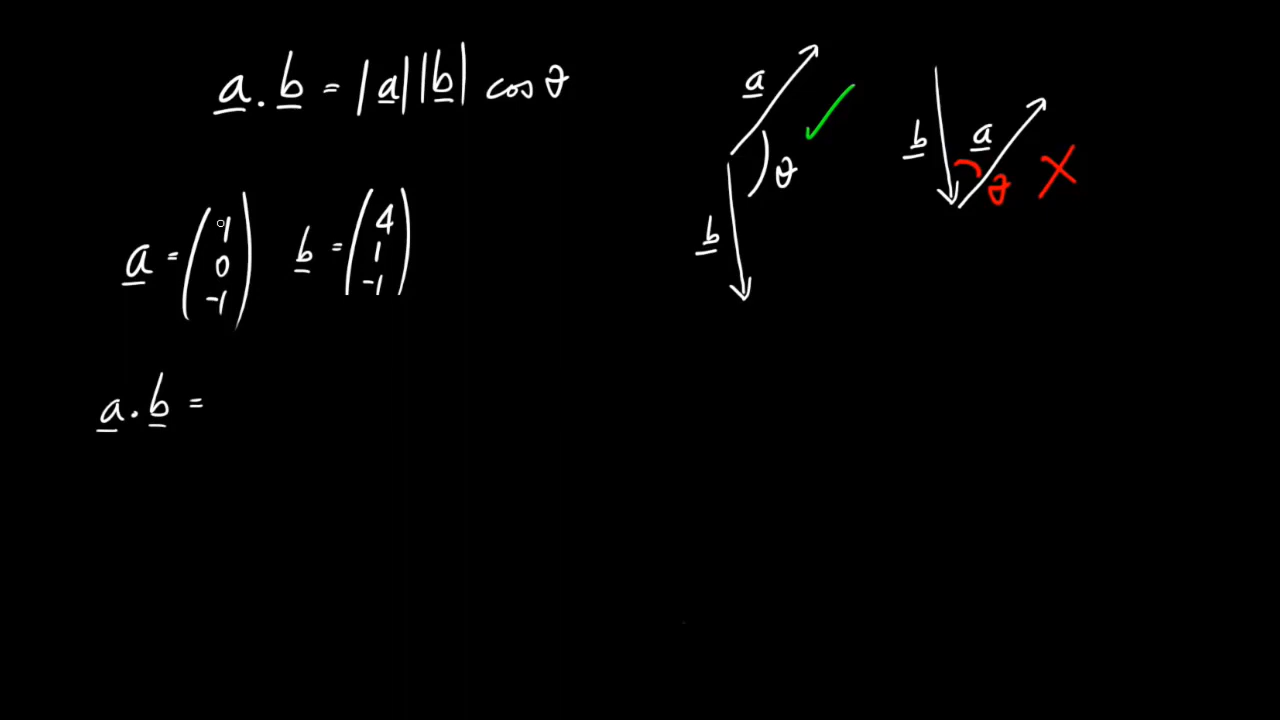 a . b = |a||b| cos θ
a = (1 0 -1) b = (4 1 -1)
a . b =
a
θ
b
b
a
θ